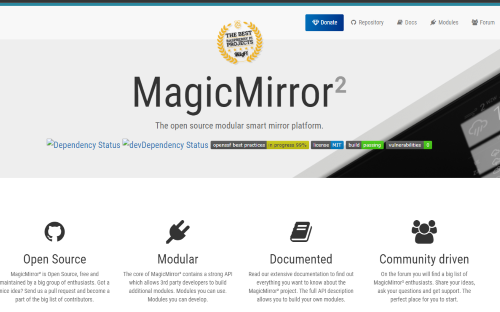 Donate
Repository
Docs
Modules
Forum
THE BEST
RASPBERRY PI
PROJECTS
MagPi
MagicMirror²
The open source modular smart mirror platform.
Dependency Status
devDependency Status
openssf best practices
in progress 99%
license
MIT
build
passing
vulnerabilities
0
Open Source
Modular
Documented
Community driven
MagicMirror² is Open Source, free and
maintained by a big group of enthusiasts. Got a
nice idea? Send us a pull request and become a
part of the big list of contributors.
The core of MagicMirror² contains a strong API
which allows 3rd party developers to build
additional modules. Modules you can use.
Modules you can develop.
Read our extensive documentation to find out
everything you want to know about the
MagicMirror² project. The full API description
allows you to build your own modules.
On the forum you will find a big list of
MagicMirror² enthusiasts. Share your ideas,
ask your questions and get support. The
perfect place for you to start.